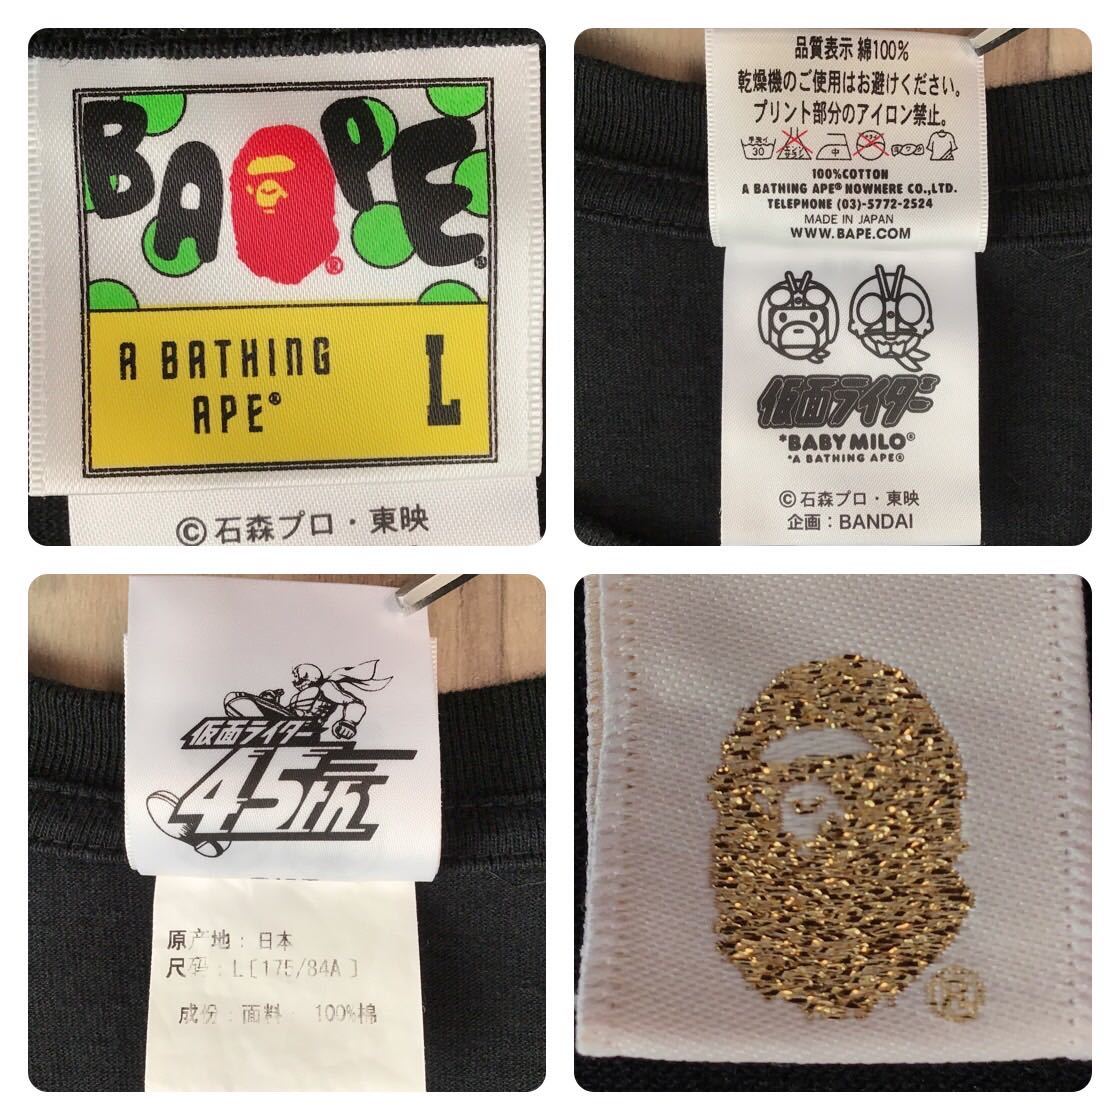 BAPE
®
®
A BATHING
APE®
L
©石森プロ・東映
品質表示 綿100%
乾燥機のご使用はお避けください。
プリント部分のアイロン禁止。
手洗イ
30
中
100%COTTON
A BATHING APE® NOWHERE CO.,LTD.
TELEPHONE (03)-5772-2524
MADE IN JAPAN
WWW.BAPE.COM
仮面ライダー
*BABY MILO®
*A BATHING APE®
©石森プロ・東映
企画：BANDAI
仮面ライダー
45th
原产地：日本
尺码：L[175/84A]
成份：面料： 100%棉
®